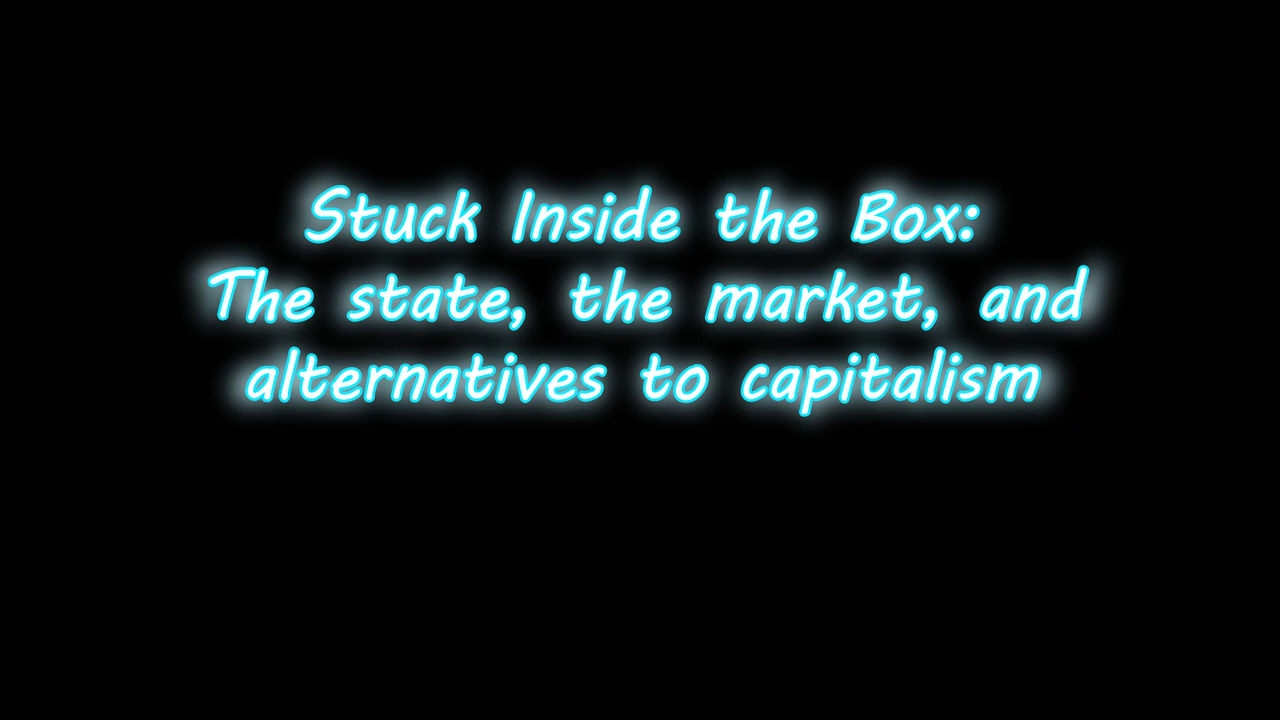 Stuck Inside the Box:
The state, the market, and
alternatives to capitalism